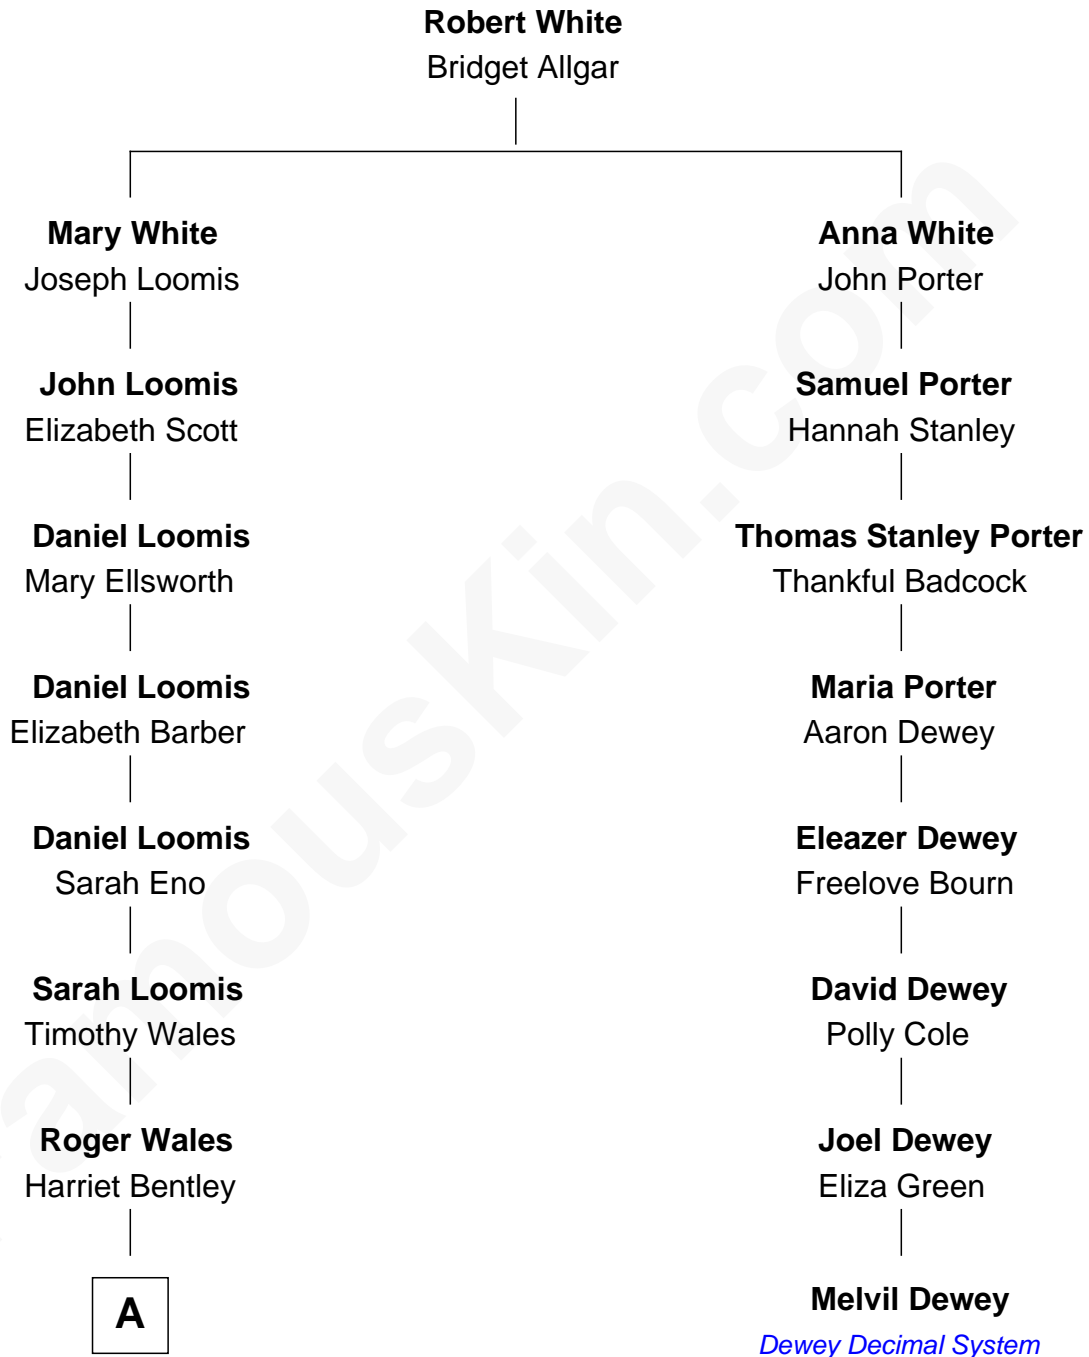 Robert White
Bridget Allgar
Mary White
Joseph Loomis
Anna White
John Porter
John Loomis
Elizabeth Scott
Samuel Porter
Hannah Stanley
Daniel Loomis
Mary Ellsworth
Thomas Stanley Porter
Thankful Badcock
Daniel Loomis
Elizabeth Barber
Maria Porter
Aaron Dewey
Daniel Loomis
Sarah Eno
Eleazer Dewey
Freelove Bourn
Sarah Loomis
Timothy Wales
David Dewey
Polly Cole
Roger Wales
Harriet Bentley
Joel Dewey
Eliza Green
A
Melvil Dewey
Dewey Decimal System
amouskin.com